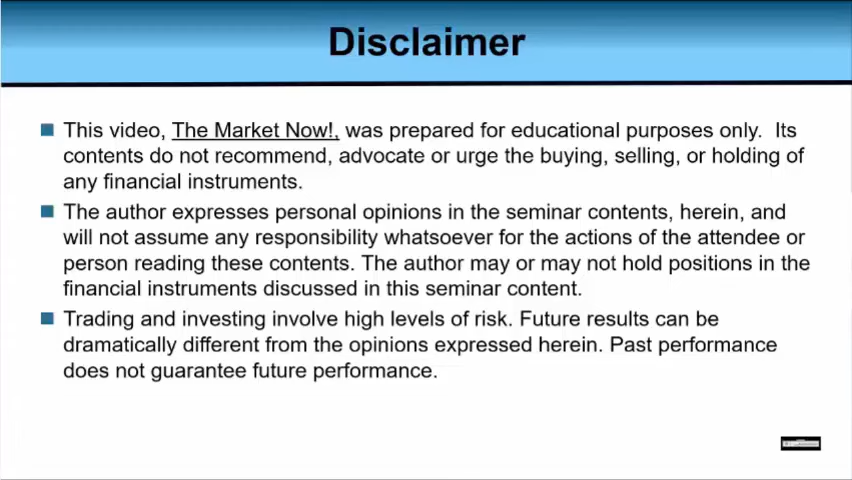 Disclaimer
This video, The Market Now!, was prepared for educational purposes only.  Its
contents do not recommend, advocate or urge the buying, selling, or holding of
any financial instruments.
The author expresses personal opinions in the seminar contents, herein, and
will not assume any responsibility whatsoever for the actions of the attendee or
person reading these contents. The author may or may not hold positions in the
financial instruments discussed in this seminar content.
Trading and investing involve high levels of risk. Future results can be
dramatically different from the opinions expressed herein. Past performance
does not guarantee future performance.